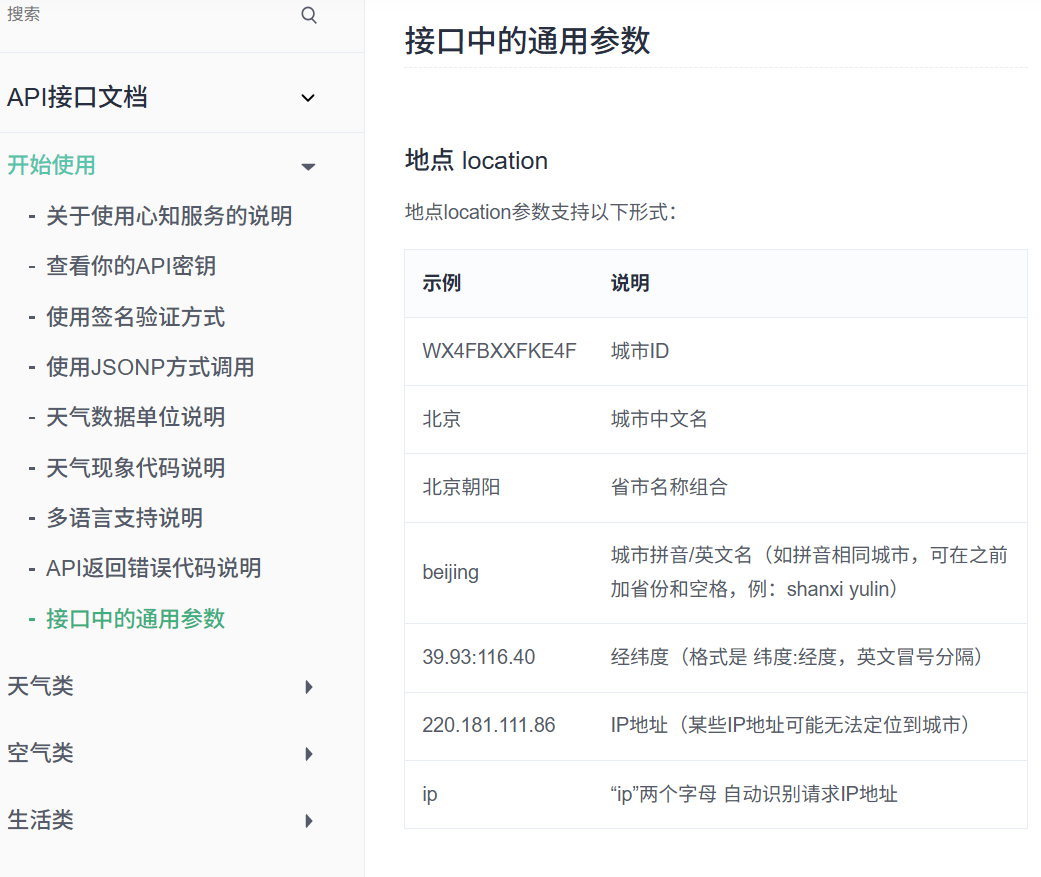 搜索
API接口文档
开始使用
- 关于使用心知服务的说明
- 查看你的API密钥
- 使用签名验证方式
- 使用JSONP方式调用
- 天气数据单位说明
- 天气现象代码说明
- 多语言支持说明
- API返回错误代码说明
- 接口中的通用参数
天气类
空气类
生活类
接口中的通用参数
地点 location
地点location参数支持以下形式：
示例 说明
WX4FBXXFKE4F 城市ID
北京 城市中文名
北京朝阳 省市名称组合
beijing 城市拼音/英文名（如拼音相同城市，可在之前
加省份和空格，例：shanxi yulin）
39.93:116.40 经纬度（格式是 纬度:经度，英文冒号分隔）
220.181.111.86 IP地址（某些IP地址可能无法定位到城市）
ip “ip”两个字母 自动识别请求IP地址